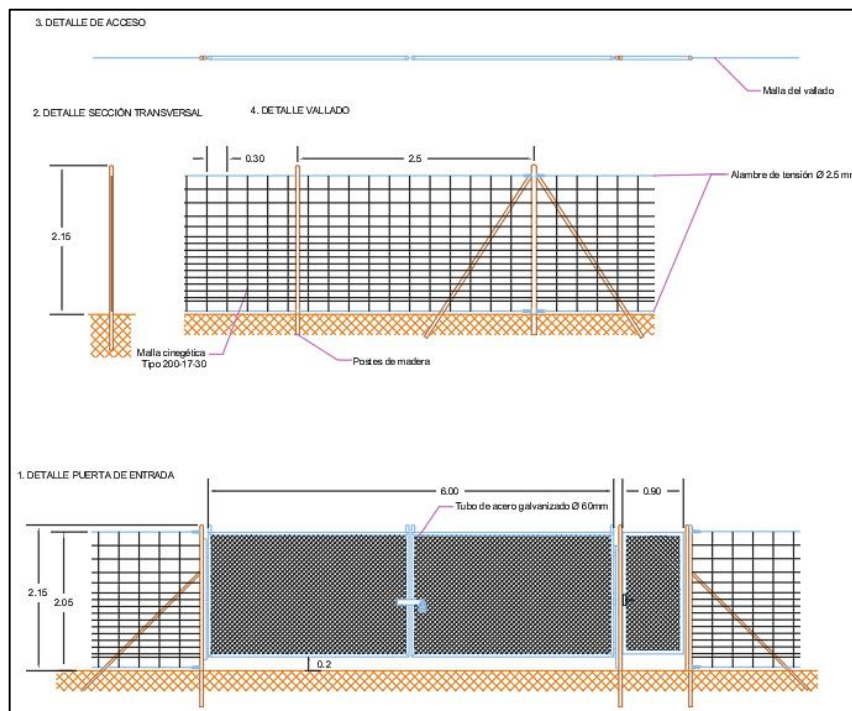 3. DETALLE DE ACCESO
Malla del vallado
2. DETALLE SECCIÓN TRANSVERSAL
4. DETALLE VALLADO
0.30
2.5
Alambre de tensión Ø 2.5 mm
2.15
Malla cinegética
Tipo 200-17-30
Postes de madera
1. DETALLE PUERTA DE ENTRADA
6.00
0.90
Tubo de acero galvanizado Ø 60mm
2.15
2.05
0.2